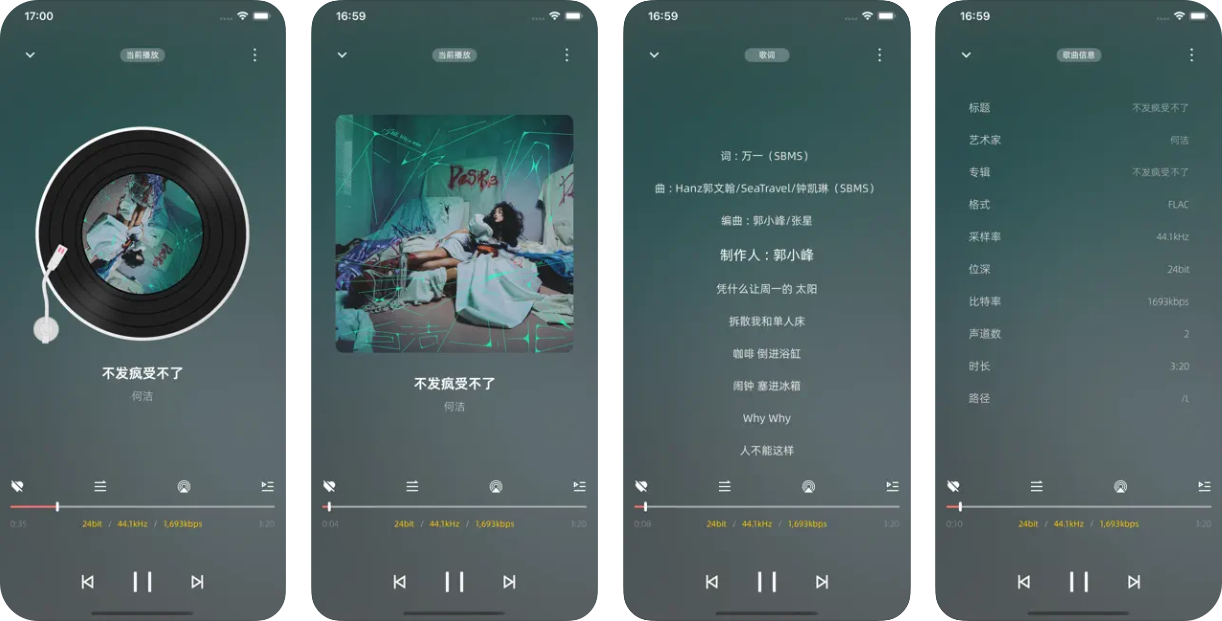 17:00
当前播放
不发疯受不了
何洁
0:35
24bit / 44.1kHz / 1,693kbps
3:20
16:59
当前播放
不发疯受不了
何洁
0:04
24bit / 44.1kHz / 1,693kbps
3:20
16:59
歌词
词：万一（SBMS）
曲：Hanz郭文翰/SeaTravel/钟凯琳（SBMS）
编曲：郭小峰/张星
制作人：郭小峰
凭什么让周一的 太阳
拆散我和单人床
咖啡 倒进浴缸
闹钟 塞进冰箱
Why Why
人不能这样
0:08
24bit / 44.1kHz / 1,693kbps
3:20
16:59
歌曲信息
标题 不发疯受不了
艺术家 何洁
专辑 不发疯受不了
格式 FLAC
采样率 44.1kHz
位深 24bit
比特率 1693kbps
声道数 2
时长 3:20
路径 /L
0:10
24bit / 44.1kHz / 1,693kbps
3:20